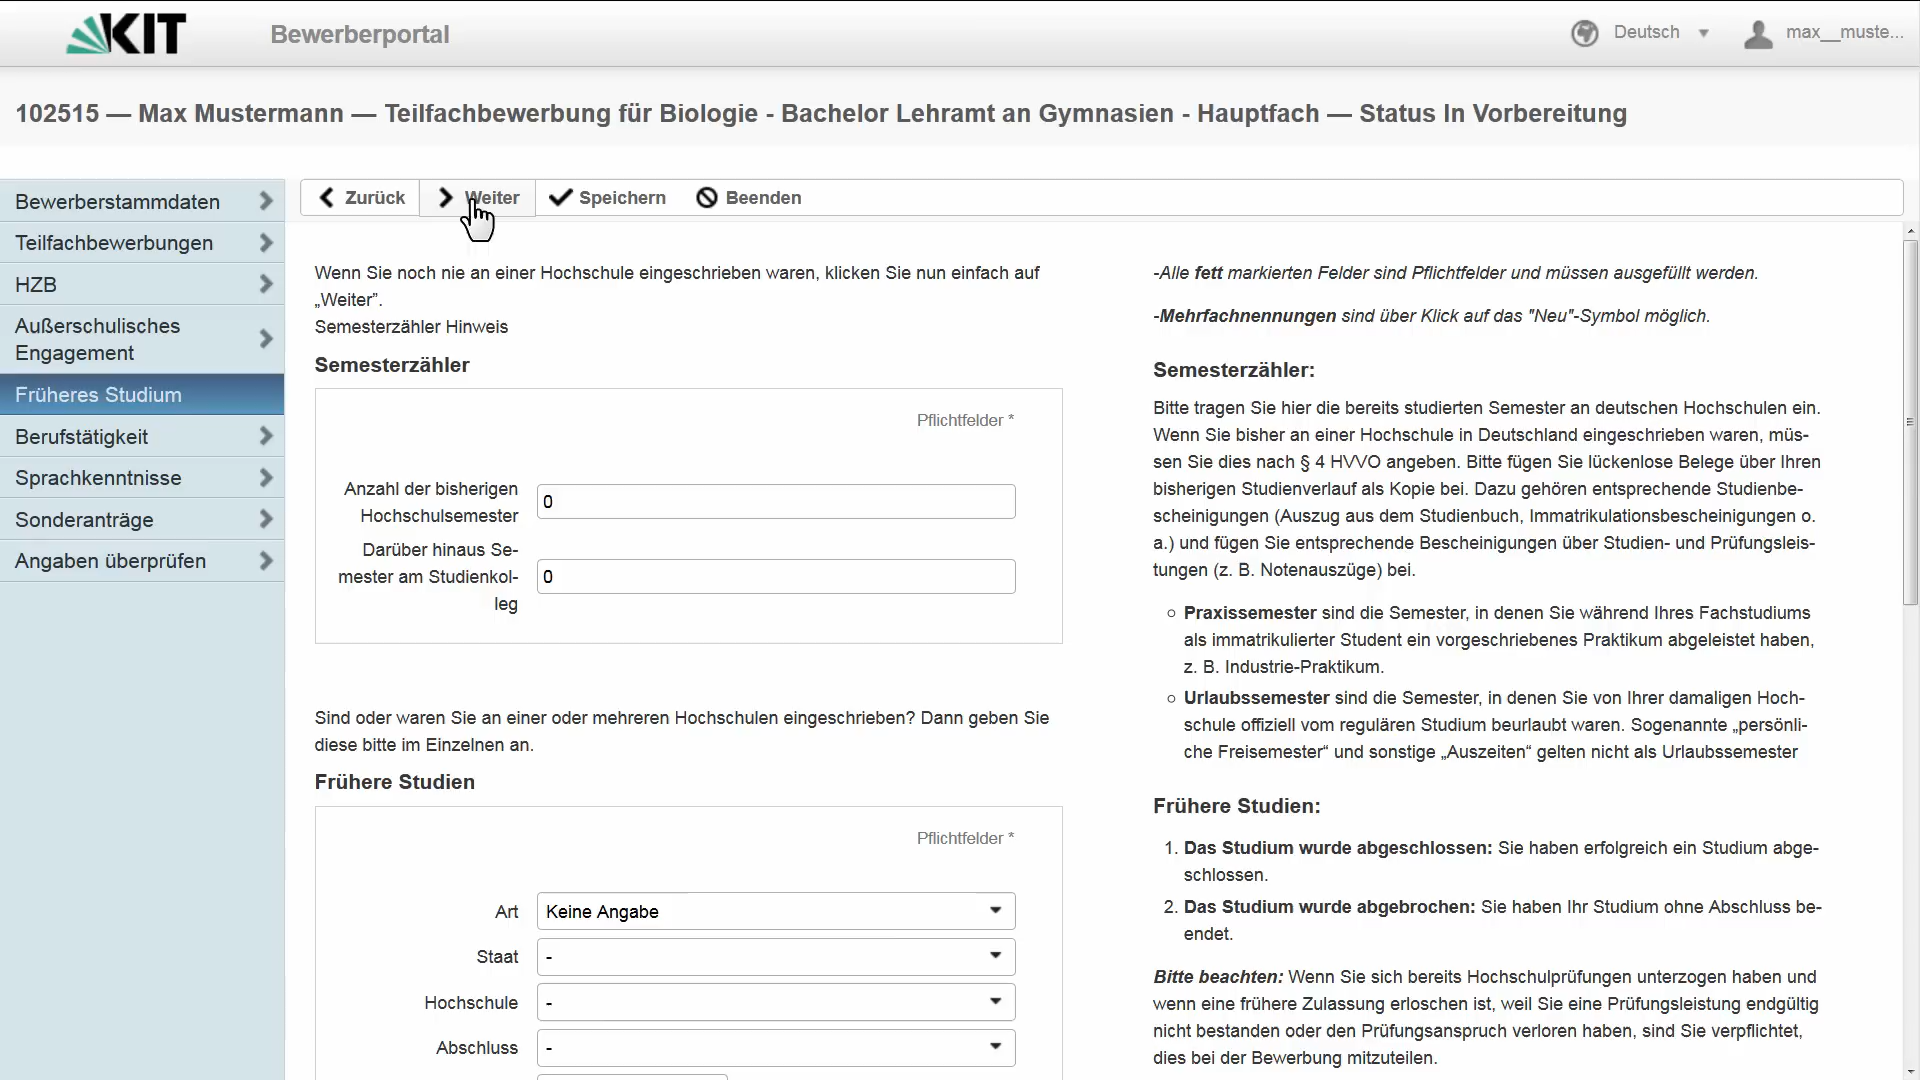 KIT
Bewerberportal
Deutsch
max__muste...
102515 — Max Mustermann — Teilfachbewerbung für Biologie - Bachelor Lehramt an Gymnasien - Hauptfach — Status In Vorbereitung
Bewerberstammdaten
Teilfachbewerbungen
HZB
Außerschulisches
Engagement
Früheres Studium
Berufstätigkeit
Sprachkenntnisse
Sonderanträge
Angaben überprüfen
Zurück
Weiter
Speichern
Beenden
Wenn Sie noch nie an einer Hochschule eingeschrieben waren, klicken Sie nun einfach auf
„Weiter”.
Semesterzähler Hinweis
Semesterzähler
Pflichtfelder *
Anzahl der bisherigen
Hochschulsemester
0
Darüber hinaus Se-
mester am Studienkol-
leg
0
Sind oder waren Sie an einer oder mehreren Hochschulen eingeschrieben? Dann geben Sie
diese bitte im Einzelnen an.
Frühere Studien
Pflichtfelder *
Art
Keine Angabe
Staat
-
Hochschule
-
Abschluss
-
-Alle fett markierten Felder sind Pflichtfelder und müssen ausgefüllt werden.
-Mehrfachnennungen sind über Klick auf das "Neu"-Symbol möglich.
Semesterzähler:
Bitte tragen Sie hier die bereits studierten Semester an deutschen Hochschulen ein.
Wenn Sie bisher an einer Hochschule in Deutschland eingeschrieben waren, müs-
sen Sie dies nach § 4 HVVO angeben. Bitte fügen Sie lückenlose Belege über Ihren
bisherigen Studienverlauf als Kopie bei. Dazu gehören entsprechende Studienbe-
scheinigungen (Auszug aus dem Studienbuch, Immatrikulationsbescheinigungen o.
a.) und fügen Sie entsprechende Bescheinigungen über Studien- und Prüfungsleis-
tungen (z. B. Notenauszüge) bei.
Praxissemester sind die Semester, in denen Sie während Ihres Fachstudiums
als immatrikulierter Student ein vorgeschriebenes Praktikum abgeleistet haben,
z. B. Industrie-Praktikum.
Urlaubssemester sind die Semester, in denen Sie von Ihrer damaligen Hoch-
schule offiziell vom regulären Studium beurlaubt waren. Sogenannte „persönli-
che Freisemester“ und sonstige „Auszeiten“ gelten nicht als Urlaubssemester
Frühere Studien:
1. Das Studium wurde abgeschlossen: Sie haben erfolgreich ein Studium abge-
schlossen.
2. Das Studium wurde abgebrochen: Sie haben Ihr Studium ohne Abschluss be-
endet.
Bitte beachten: Wenn Sie sich bereits Hochschulprüfungen unterzogen haben und
wenn eine frühere Zulassung erloschen ist, weil Sie eine Prüfungsleistung endgültig
nicht bestanden oder den Prüfungsanspruch verloren haben, sind Sie verpflichtet,
dies bei der Bewerbung mitzuteilen.